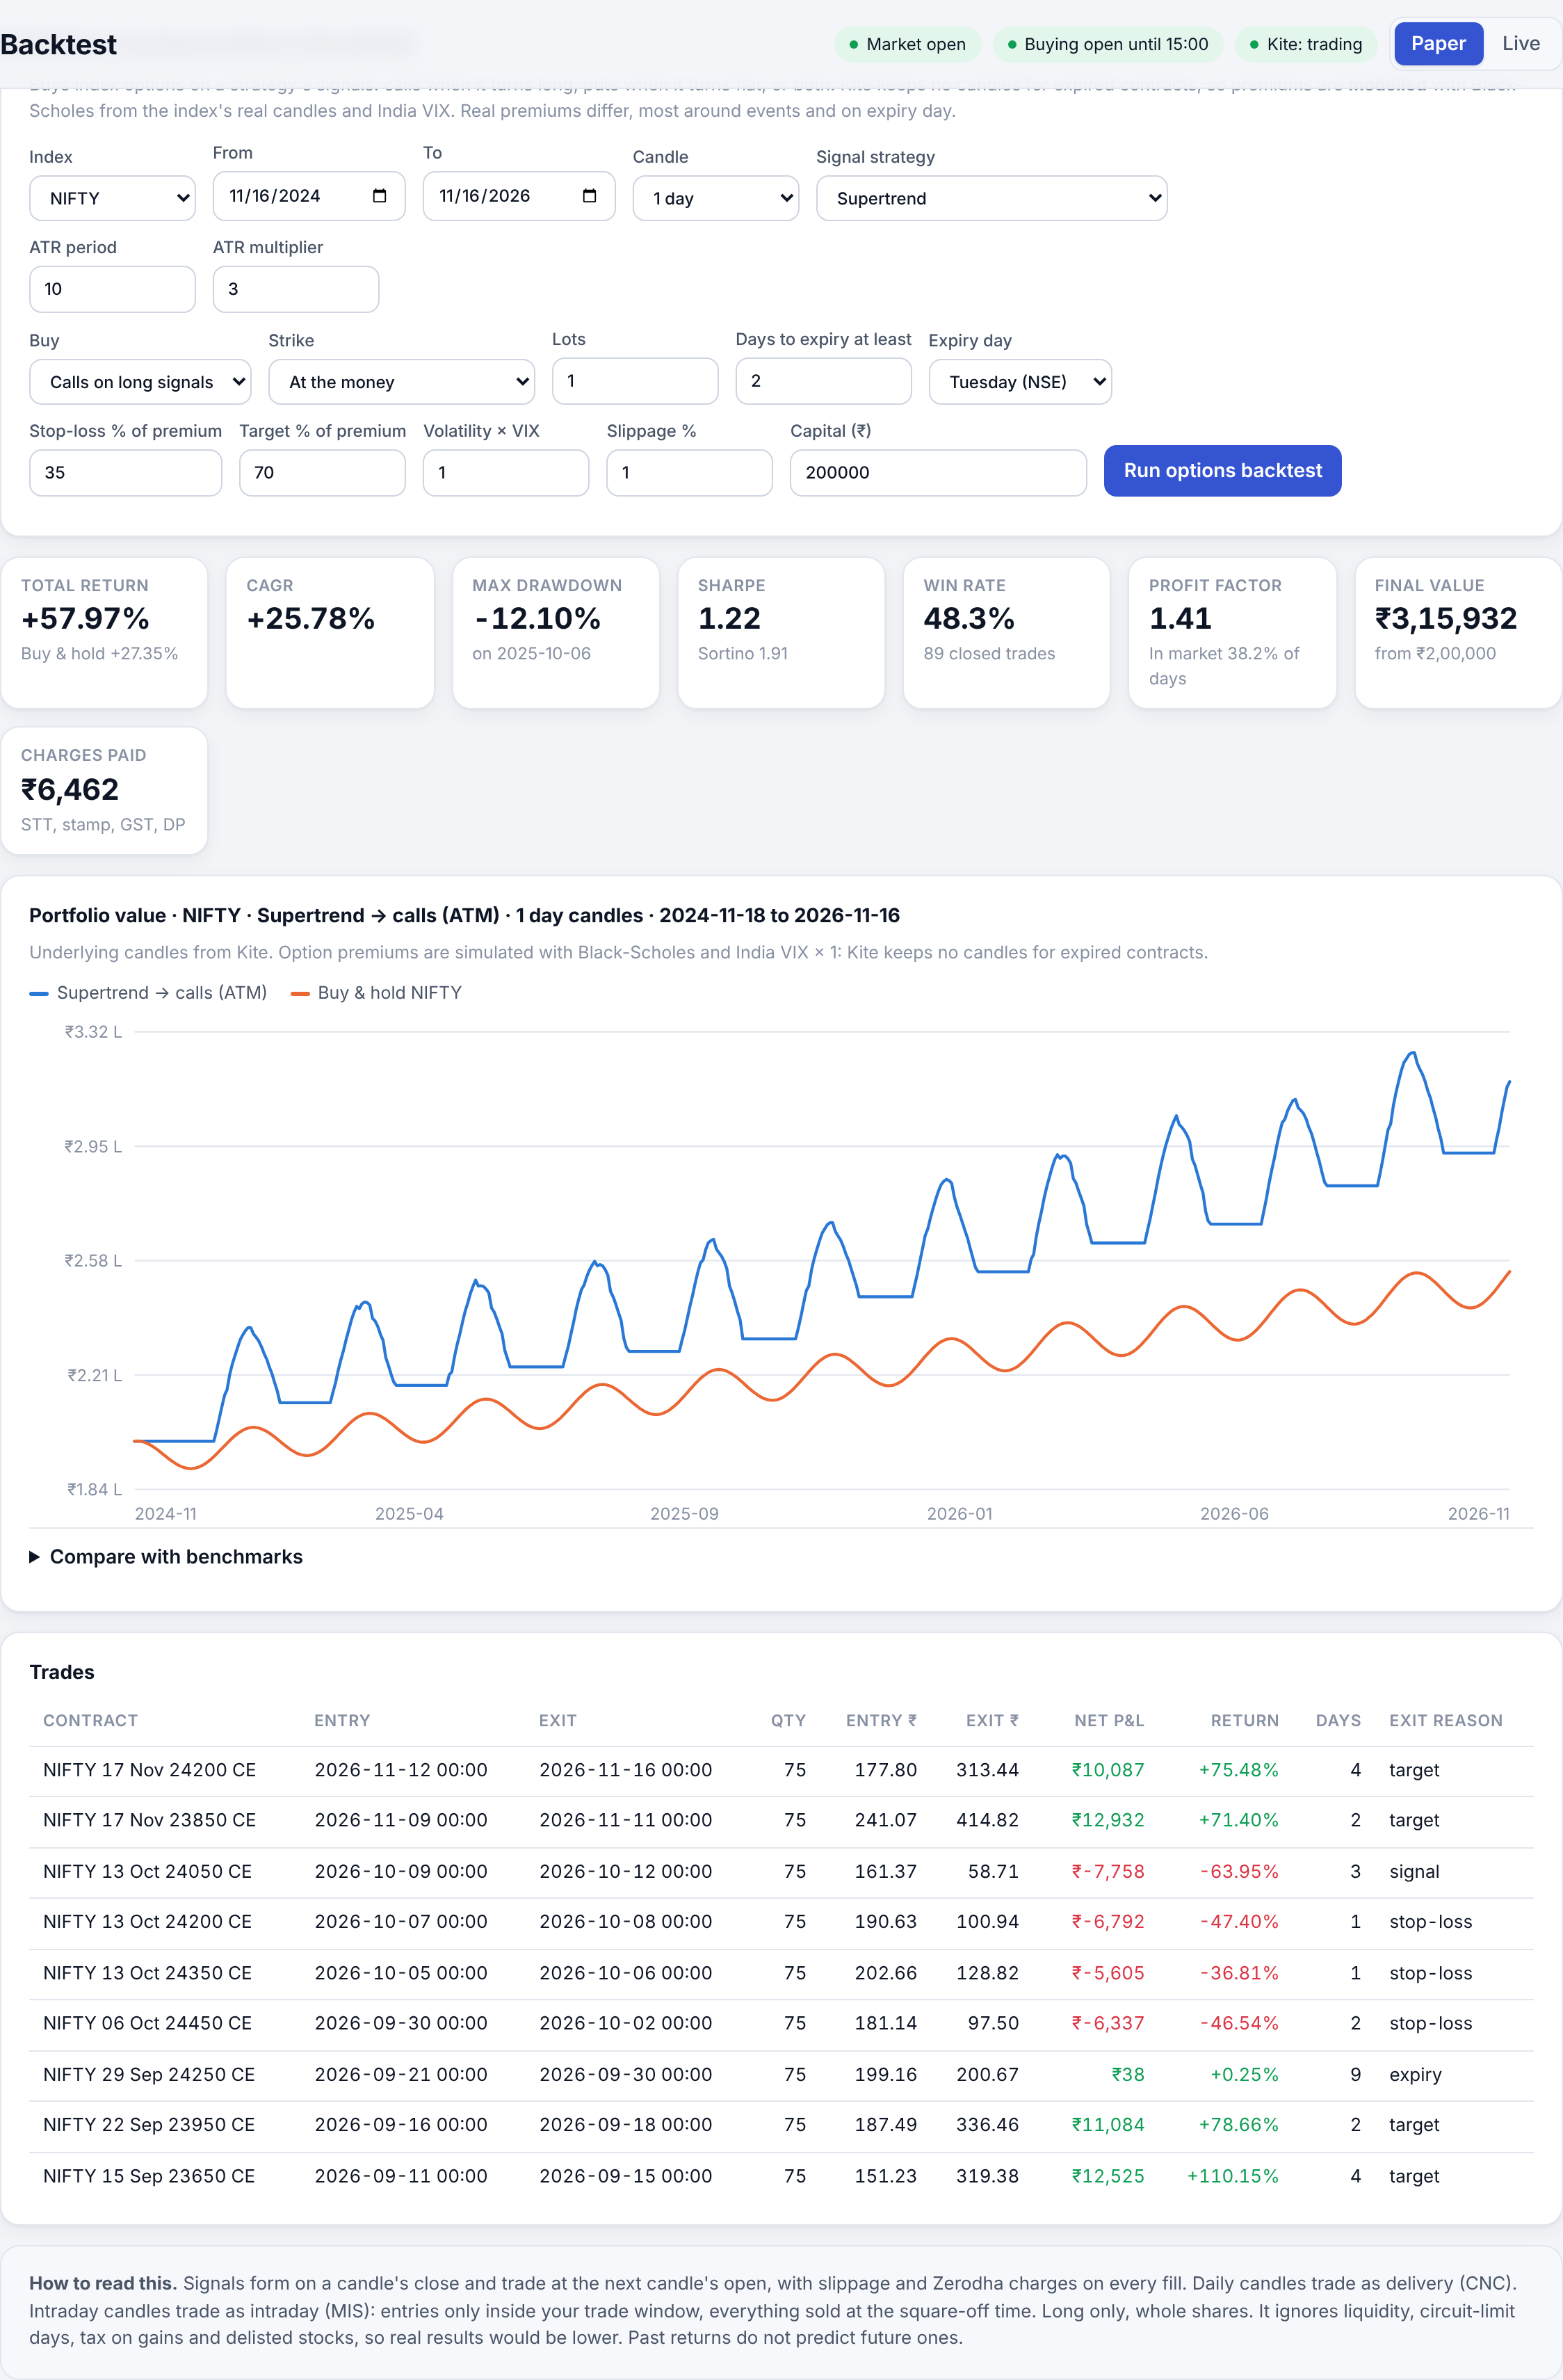 Backtest
Market open
Buying open until 15:00
Kite: trading
Paper
Live
Scholes from the index's real candles and India VIX. Real premiums differ, most around events and on expiry day.
Index
From
To
Candle
Signal strategy
NIFTY
11/16/2024
11/16/2026
1 day
Supertrend
ATR period
ATR multiplier
10
3
Buy
Strike
Lots
Days to expiry at least
Expiry day
Calls on long signals
At the money
1
2
Tuesday (NSE)
Stop-loss % of premium
Target % of premium
Volatility × VIX
Slippage %
Capital (₹)
35
70
1
1
200000
Run options backtest
TOTAL RETURN
+57.97%
Buy & hold +27.35%
CAGR
+25.78%
MAX DRAWDOWN
-12.10%
on 2025-10-06
SHARPE
1.22
Sortino 1.91
WIN RATE
48.3%
89 closed trades
PROFIT FACTOR
1.41
In market 38.2% of
days
FINAL VALUE
₹3,15,932
from ₹2,00,000
CHARGES PAID
₹6,462
STT, stamp, GST, DP
Portfolio value · NIFTY · Supertrend → calls (ATM) · 1 day candles · 2024-11-18 to 2026-11-16
Underlying candles from Kite. Option premiums are simulated with Black-Scholes and India VIX × 1: Kite keeps no candles for expired contracts.
Supertrend → calls (ATM)
Buy & hold NIFTY
₹3.32 L
₹2.95 L
₹2.58 L
₹2.21 L
₹1.84 L
2024-11
2025-04
2025-09
2026-01
2026-06
2026-11
Compare with benchmarks
Trades
CONTRACT ENTRY EXIT QTY ENTRY ₹ EXIT ₹ NET P&L RETURN DAYS EXIT REASON
NIFTY 17 Nov 24200 CE 2026-11-12 00:00 2026-11-16 00:00 75 177.80 313.44 ₹10,087 +75.48% 4 target
NIFTY 17 Nov 23850 CE 2026-11-09 00:00 2026-11-11 00:00 75 241.07 414.82 ₹12,932 +71.40% 2 target
NIFTY 13 Oct 24050 CE 2026-10-09 00:00 2026-10-12 00:00 75 161.37 58.71 ₹-7,758 -63.95% 3 signal
NIFTY 13 Oct 24200 CE 2026-10-07 00:00 2026-10-08 00:00 75 190.63 100.94 ₹-6,792 -47.40% 1 stop-loss
NIFTY 13 Oct 24350 CE 2026-10-05 00:00 2026-10-06 00:00 75 202.66 128.82 ₹-5,605 -36.81% 1 stop-loss
NIFTY 06 Oct 24450 CE 2026-09-30 00:00 2026-10-02 00:00 75 181.14 97.50 ₹-6,337 -46.54% 2 stop-loss
NIFTY 29 Sep 24250 CE 2026-09-21 00:00 2026-09-30 00:00 75 199.16 200.67 ₹38 +0.25% 9 expiry
NIFTY 22 Sep 23950 CE 2026-09-16 00:00 2026-09-18 00:00 75 187.49 336.46 ₹11,084 +78.66% 2 target
NIFTY 15 Sep 23650 CE 2026-09-11 00:00 2026-09-15 00:00 75 151.23 319.38 ₹12,525 +110.15% 4 target
How to read this. Signals form on a candle's close and trade at the next candle's open, with slippage and Zerodha charges on every fill. Daily candles trade as delivery (CNC).
Intraday candles trade as intraday (MIS): entries only inside your trade window, everything sold at the square-off time. Long only, whole shares. It ignores liquidity, circuit-limit
days, tax on gains and delisted stocks, so real results would be lower. Past returns do not predict future ones.